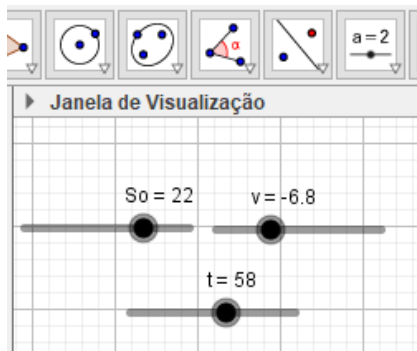 α
a = 2
Janela de Visualização
So = 22
v = -6.8
t = 58